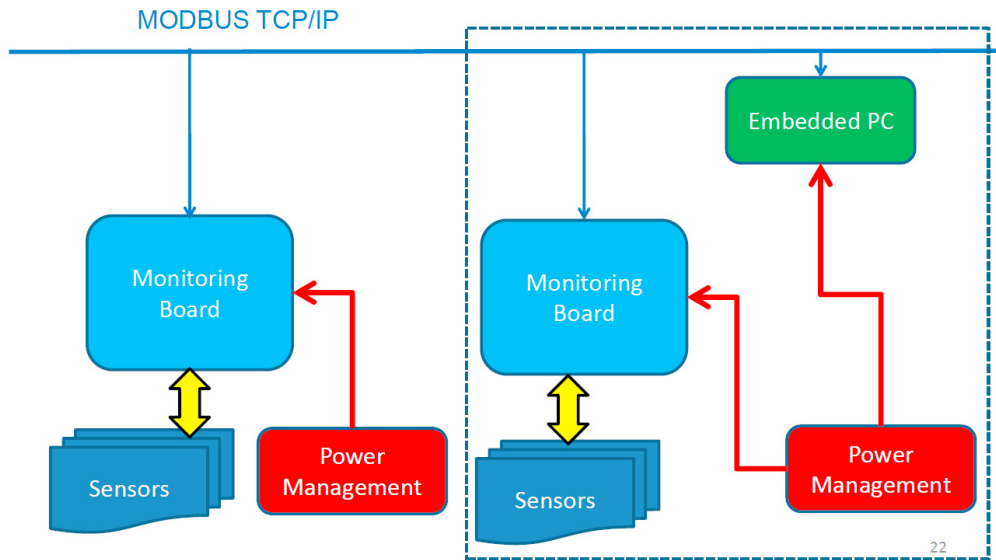 MODBUS TCP/IP
Embedded PC
Monitoring
Board
Monitoring
Board
Sensors
Power
Management
Sensors
Power
Management
22